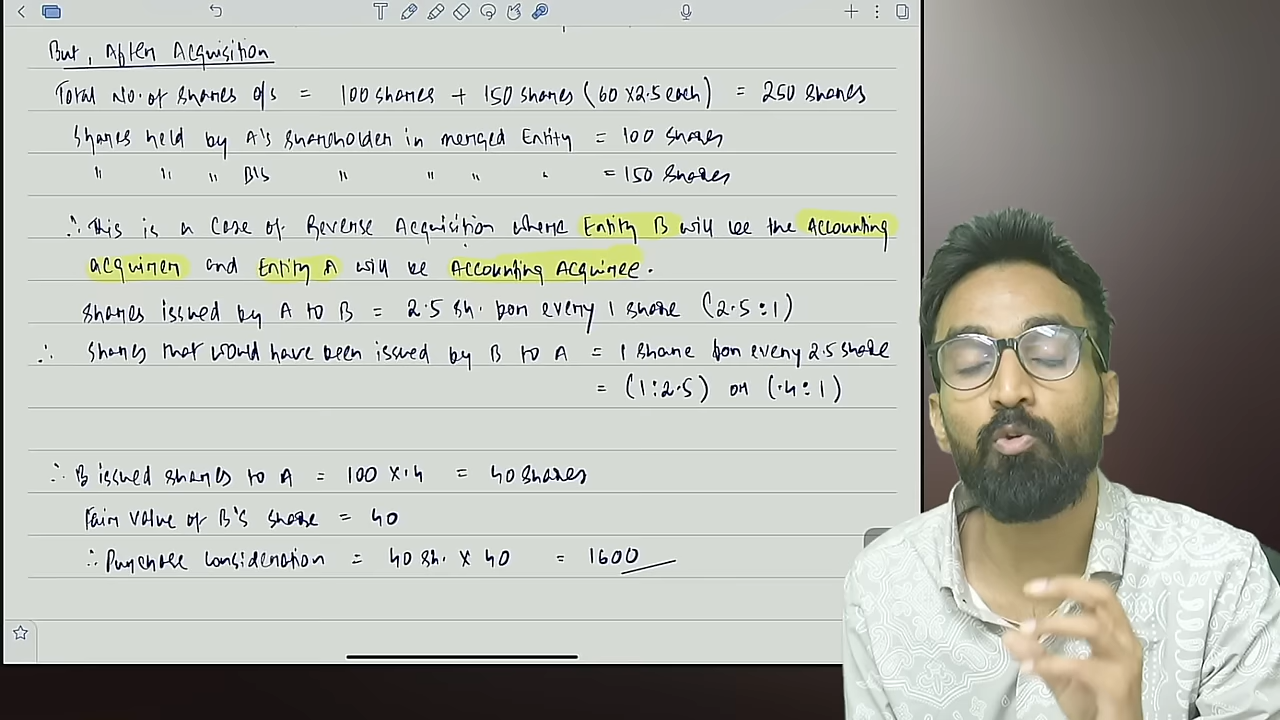 But, After Acquisition
Total No. of shares o/s = 100 shares + 150 shares (60 x 2.5 each) = 250 shares
Shares held by A's shareholder in merged Entity = 100 shares
" " " B's " " " " = 150 shares
∴ This is a case of Reverse Acquisition where Entity B will be the Accounting
acquirer and Entity A will be Accounting Acquiree.
Shares issued by A to B = 2.5 sh. for every 1 share (2.5:1)
∴ Shares that would have been issued by B to A = 1 share for every 2.5 share
= (1:2.5) or (.4:1)
∴ B issued shares to A = 100 x .4 = 40 shares
Fair value of B's share = 40
∴ Purchase consideration = 40 sh. x 40 = 1600